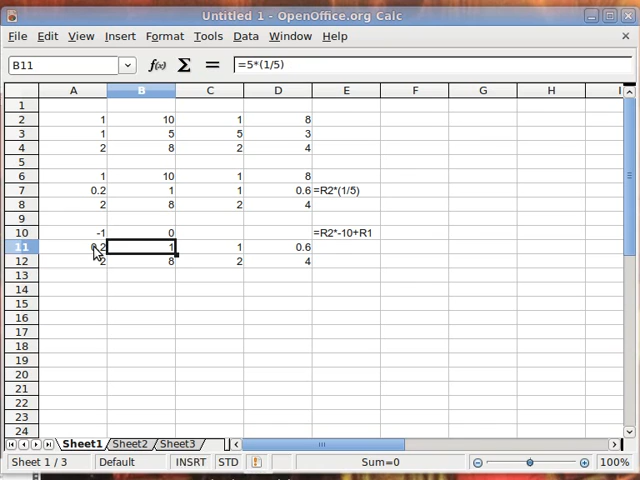 Untitled 1 - OpenOffice.org Calc
File Edit View Insert Format Tools Data Window Help
B11 f(x) Σ = =5*(1/5)
A B C D E F G H I
1
2 1 10 1 8
3 1 5 5 3
4 2 8 2 4
5
6 1 10 1 8
7 0.2 1 1 0.6 =R2*(1/5)
8 2 8 2 4
9
10 -1 0 =R2*-10+R1
11 0.2 1 1 0.6
12 2 8 2 4
13
14
15
16
17
18
19
20
21
22
23
24
Sheet1 Sheet2 Sheet3
Sheet 1 / 3 Default INSRT STD Sum=0 100%